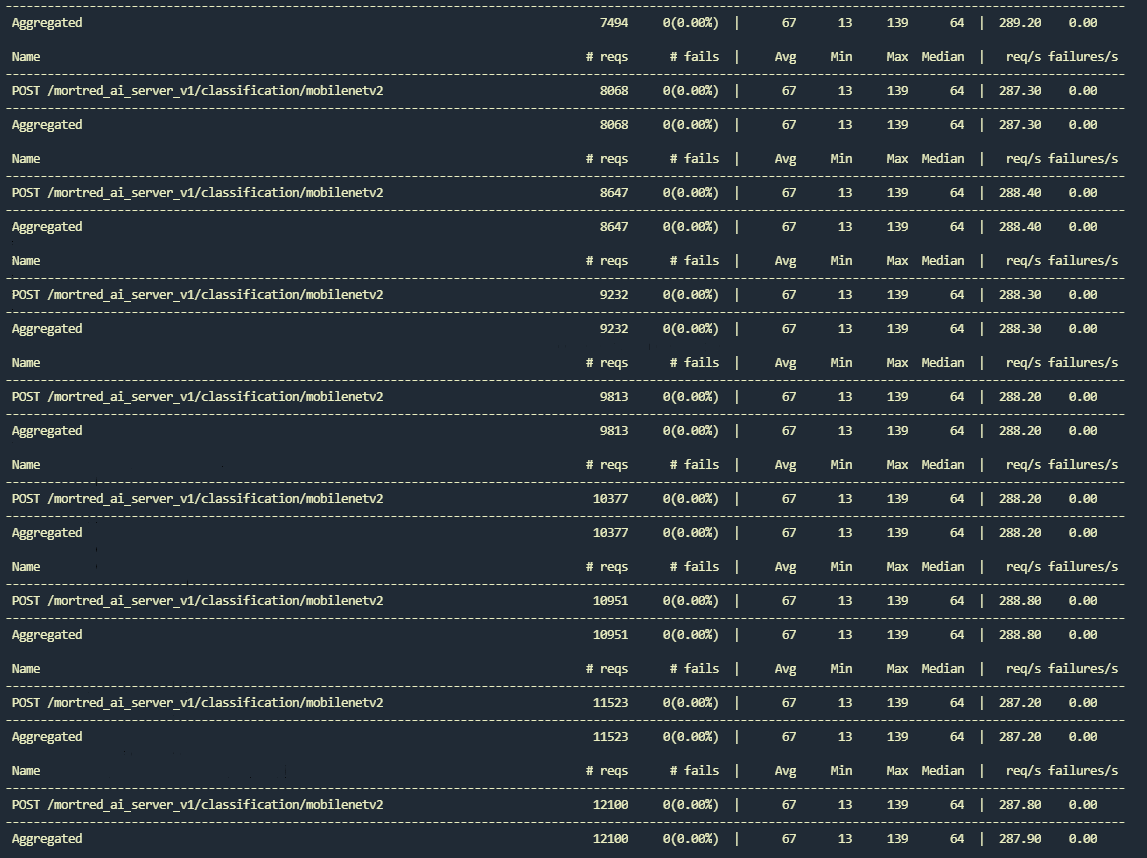 Aggregated 7494 0(0.00%) | 67 13 139 64 | 289.20 0.00
Name # reqs # fails | Avg Min Max Median | req/s failures/s
POST /mortred_ai_server_v1/classification/mobilenetv2 8068 0(0.00%) | 67 13 139 64 | 287.30 0.00
Aggregated 8068 0(0.00%) | 67 13 139 64 | 287.30 0.00
Name # reqs # fails | Avg Min Max Median | req/s failures/s
POST /mortred_ai_server_v1/classification/mobilenetv2 8647 0(0.00%) | 67 13 139 64 | 288.40 0.00
Aggregated 8647 0(0.00%) | 67 13 139 64 | 288.40 0.00
Name # reqs # fails | Avg Min Max Median | req/s failures/s
POST /mortred_ai_server_v1/classification/mobilenetv2 9232 0(0.00%) | 67 13 139 64 | 288.30 0.00
Aggregated 9232 0(0.00%) | 67 13 139 64 | 288.30 0.00
Name # reqs # fails | Avg Min Max Median | req/s failures/s
POST /mortred_ai_server_v1/classification/mobilenetv2 9813 0(0.00%) | 67 13 139 64 | 288.20 0.00
Aggregated 9813 0(0.00%) | 67 13 139 64 | 288.20 0.00
Name # reqs # fails | Avg Min Max Median | req/s failures/s
POST /mortred_ai_server_v1/classification/mobilenetv2 10377 0(0.00%) | 67 13 139 64 | 288.20 0.00
Aggregated 10377 0(0.00%) | 67 13 139 64 | 288.20 0.00
Name # reqs # fails | Avg Min Max Median | req/s failures/s
POST /mortred_ai_server_v1/classification/mobilenetv2 10951 0(0.00%) | 67 13 139 64 | 288.80 0.00
Aggregated 10951 0(0.00%) | 67 13 139 64 | 288.80 0.00
Name # reqs # fails | Avg Min Max Median | req/s failures/s
POST /mortred_ai_server_v1/classification/mobilenetv2 11523 0(0.00%) | 67 13 139 64 | 287.20 0.00
Aggregated 11523 0(0.00%) | 67 13 139 64 | 287.20 0.00
Name # reqs # fails | Avg Min Max Median | req/s failures/s
POST /mortred_ai_server_v1/classification/mobilenetv2 12100 0(0.00%) | 67 13 139 64 | 287.80 0.00
Aggregated 12100 0(0.00%) | 67 13 139 64 | 287.90 0.00